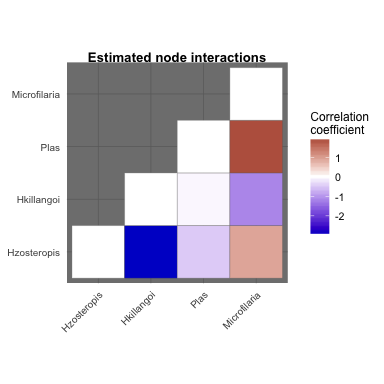 Estimated node interactions
Microfilaria
Plas
Hkillangoi
Hzosteropis
Hzosteropis
Hkillangoi
Plas
Microfilaria
Correlation
coefficient
1
0
-1
-2